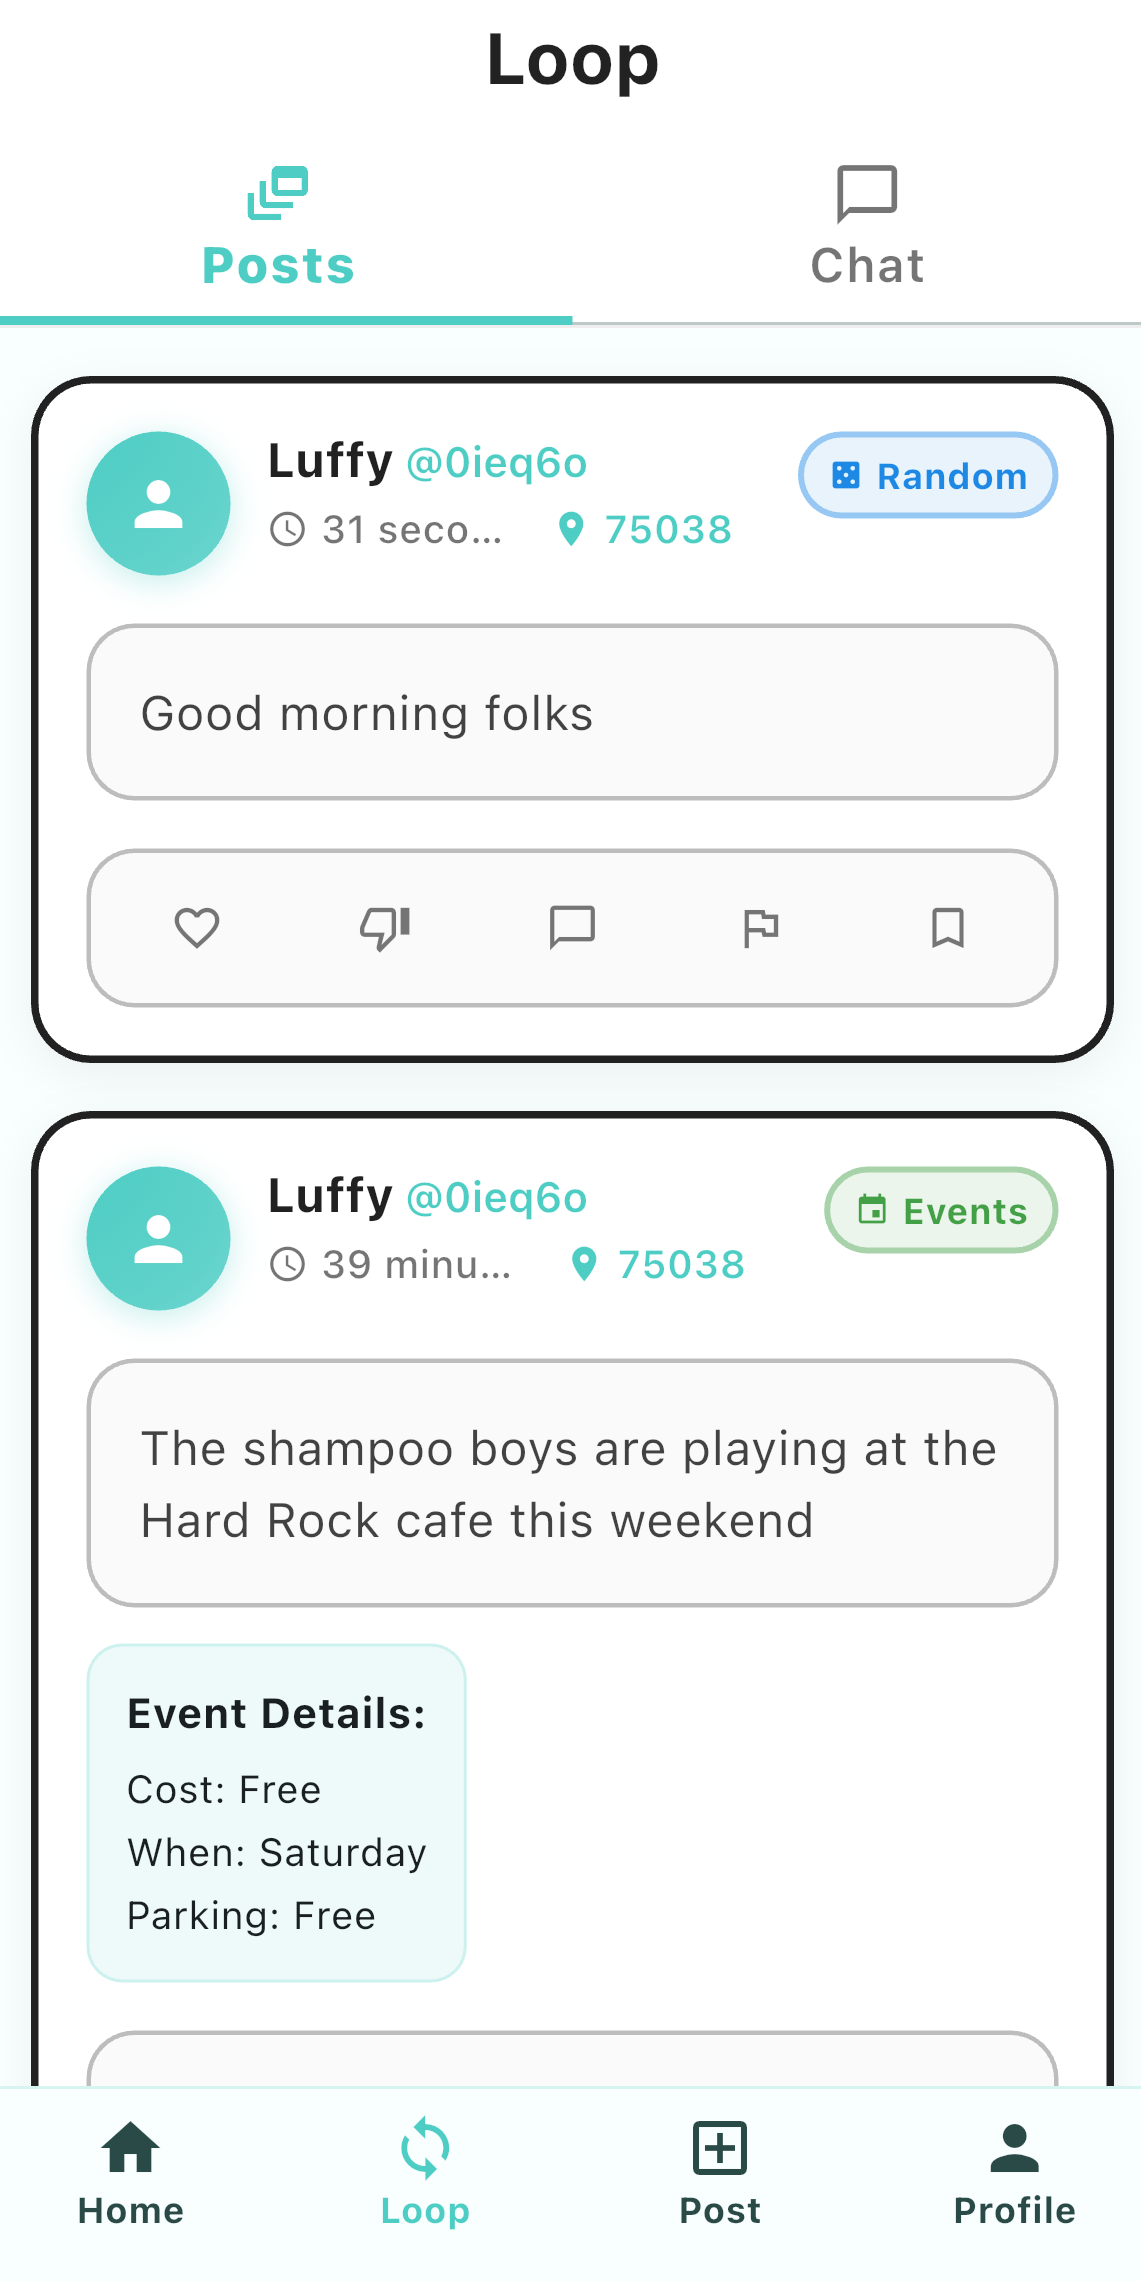 Loop
Posts
Chat
Luffy @0ieq6o
Random
31 seco...
75038
Good morning folks
Luffy @0ieq6o
Events
39 minu...
75038
The shampoo boys are playing at the
Hard Rock cafe this weekend
Event Details:
Cost: Free
When: Saturday
Parking: Free
Home
Loop
Post
Profile